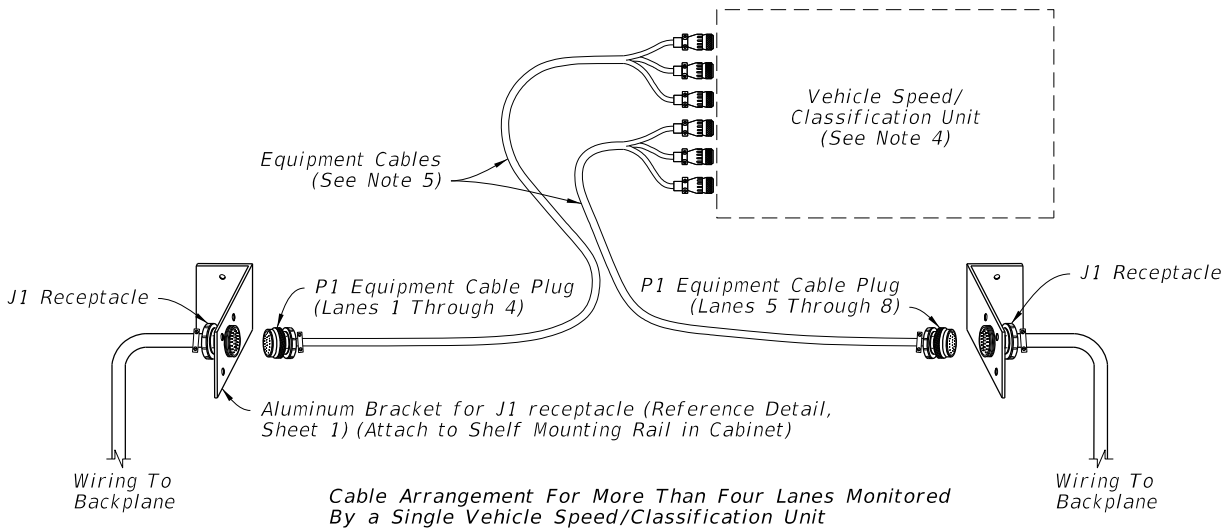 Vehicle Speed/
Classification Unit
(See Note 4)
Equipment Cables
(See Note 5)
J1 Receptacle
P1 Equipment Cable Plug
(Lanes 1 Through 4)
P1 Equipment Cable Plug
(Lanes 5 Through 8)
J1 Receptacle
Aluminum Bracket for J1 receptacle (Reference Detail,
Sheet 1) (Attach to Shelf Mounting Rail in Cabinet)
Wiring To
Backplane
Wiring To
Backplane
Cable Arrangement For More Than Four Lanes Monitored
By a Single Vehicle Speed/Classification Unit